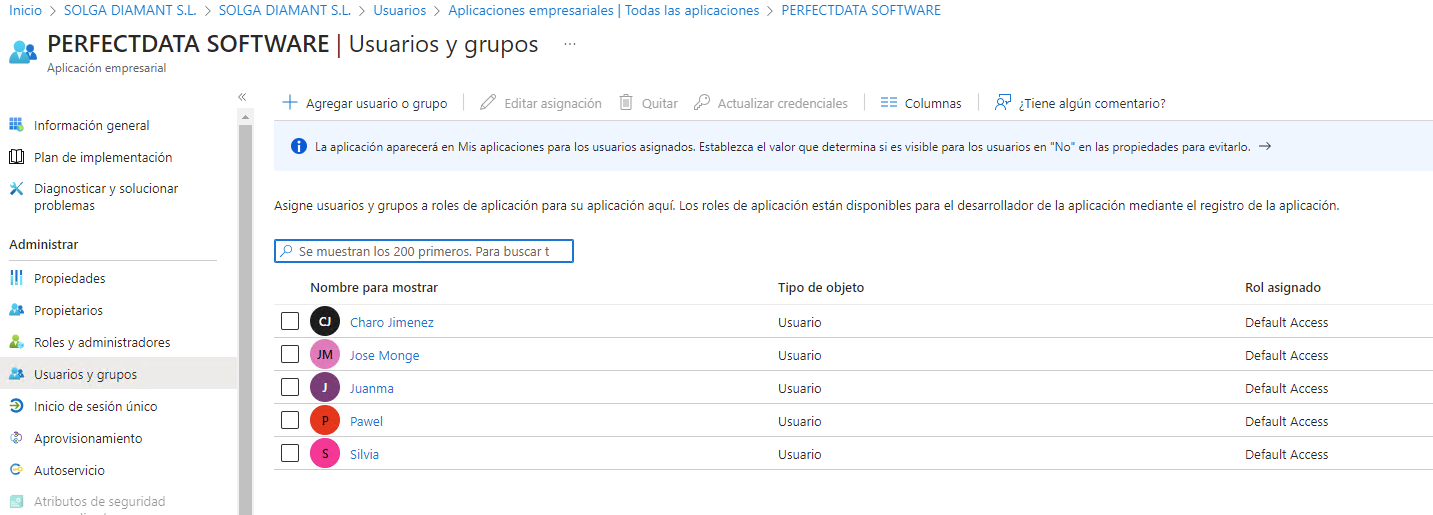 Inicio > SOLGA DIAMANT S.L. > SOLGA DIAMANT S.L. > Usuarios > Aplicaciones empresariales | Todas las aplicaciones > PERFECTDATA SOFTWARE
PERFECTDATA SOFTWARE | Usuarios y grupos ...
Aplicación empresarial
Información general
Plan de implementación
Diagnosticar y solucionar
problemas
Administrar
Propiedades
Propietarios
Roles y administradores
Usuarios y grupos
Inicio de sesión único
Aprovisionamiento
Autoservicio
Atributos de seguridad
Agregar usuario o grupo
Editar asignación
Quitar
Actualizar credenciales
Columnas
¿Tiene algún comentario?
La aplicación aparecerá en Mis aplicaciones para los usuarios asignados. Establezca el valor que determina si es visible para los usuarios en "No" en las propiedades para evitarlo. →
Asigne usuarios y grupos a roles de aplicación para su aplicación aquí. Los roles de aplicación están disponibles para el desarrollador de la aplicación mediante el registro de la aplicación.
Se muestran los 200 primeros. Para buscar t
Nombre para mostrar Tipo de objeto Rol asignado
CJ Charo Jimenez Usuario Default Access
JM Jose Monge Usuario Default Access
J Juanma Usuario Default Access
P Pawel Usuario Default Access
S Silvia Usuario Default Access